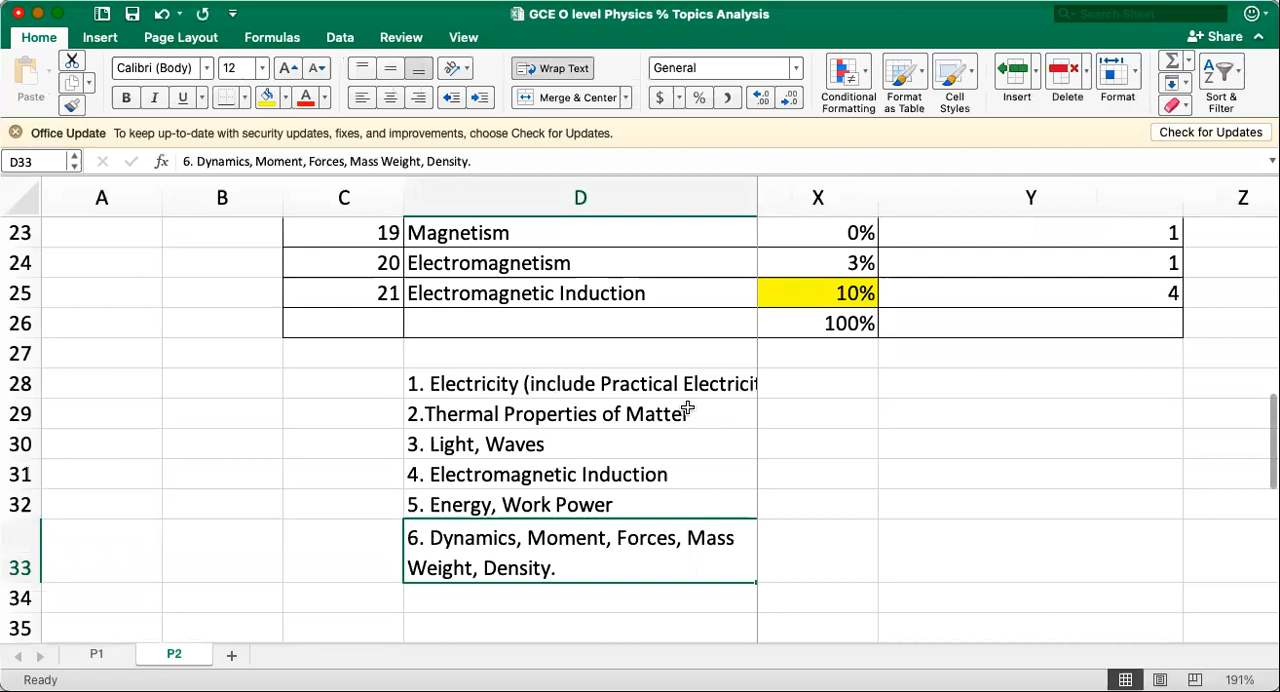 GCE O level Physics % Topics Analysis
Search Sheet
Home Insert Page Layout Formulas Data Review View
Share
Paste
Calibri (Body) 12
A A
Wrap Text
General
B I U
A
Merge & Center
$ %
Conditional Formatting
Format as Table
Cell Styles
Insert
Delete
Format
Sort & Filter
Office Update To keep up-to-date with security updates, fixes, and improvements, choose Check for Updates.
Check for Updates
D33 fx 6. Dynamics, Moment, Forces, Mass Weight, Density.
A B C D X Y Z
23 19 Magnetism 0% 1
24 20 Electromagnetism 3% 1
25 21 Electromagnetic Induction 10% 4
26 100%
27
28 1. Electricity (include Practical Electricit
29 2.Thermal Properties of Matter
30 3. Light, Waves
31 4. Electromagnetic Induction
32 5. Energy, Work Power
6. Dynamics, Moment, Forces, Mass
33 Weight, Density.
34
35
P1 P2 +
Ready 191%